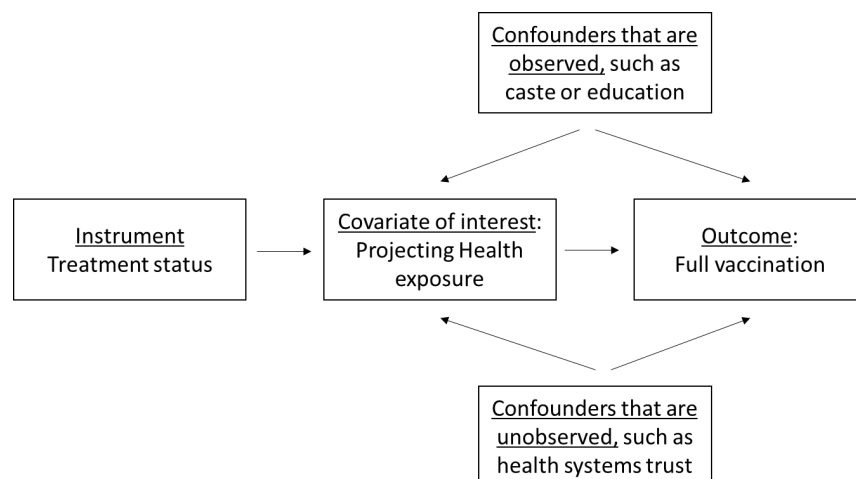 Confounders that are
observed, such as
caste or education
Instrument
Treatment status
Covariate of interest:
Projecting Health
exposure
Outcome:
Full vaccination
Confounders that are
unobserved, such as
health systems trust